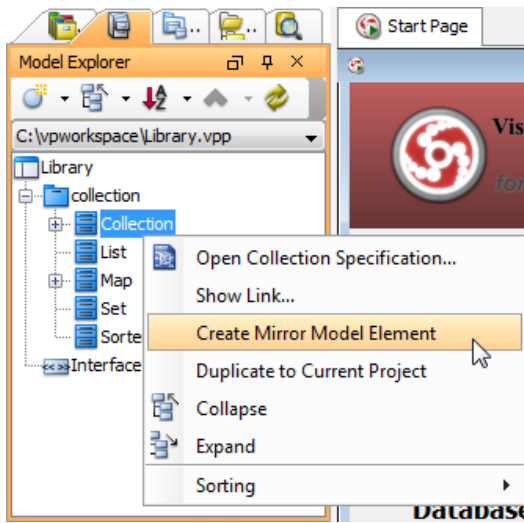 Start Page
Model Explorer
C:\vpworkspace\Library.vpp
Library
collection
Collection
List
Map
Set
Interface
Open Collection Specification...
Show Link...
Create Mirror Model Element
Duplicate to Current Project
Collapse
Expand
Sorting
Database